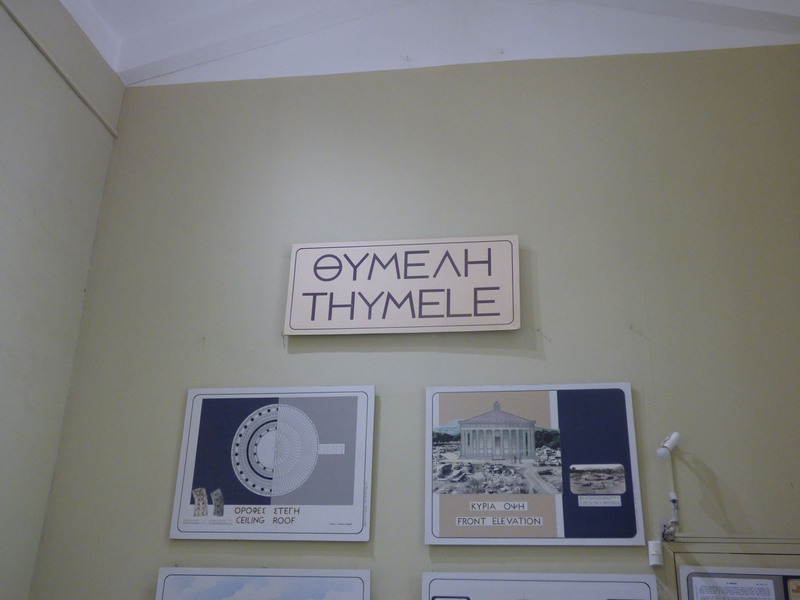 ΘΥΜΕΛΗ
THYMELE
ΟΡΟΦΕΣ ΣΤΕΓΗ
CEILING ROOF
ΚΥΡΙΑ ΟΨΗ
FRONT ELEVATION